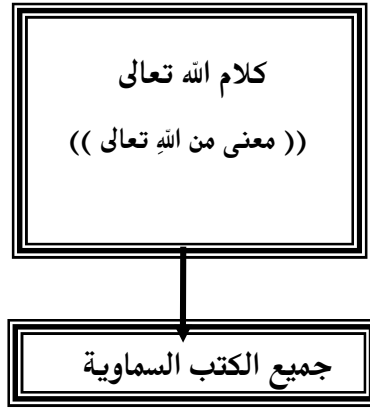 كلام الله تعالى
(( معنى من اللهِ تعالى ))
جميع الكتب السماوية